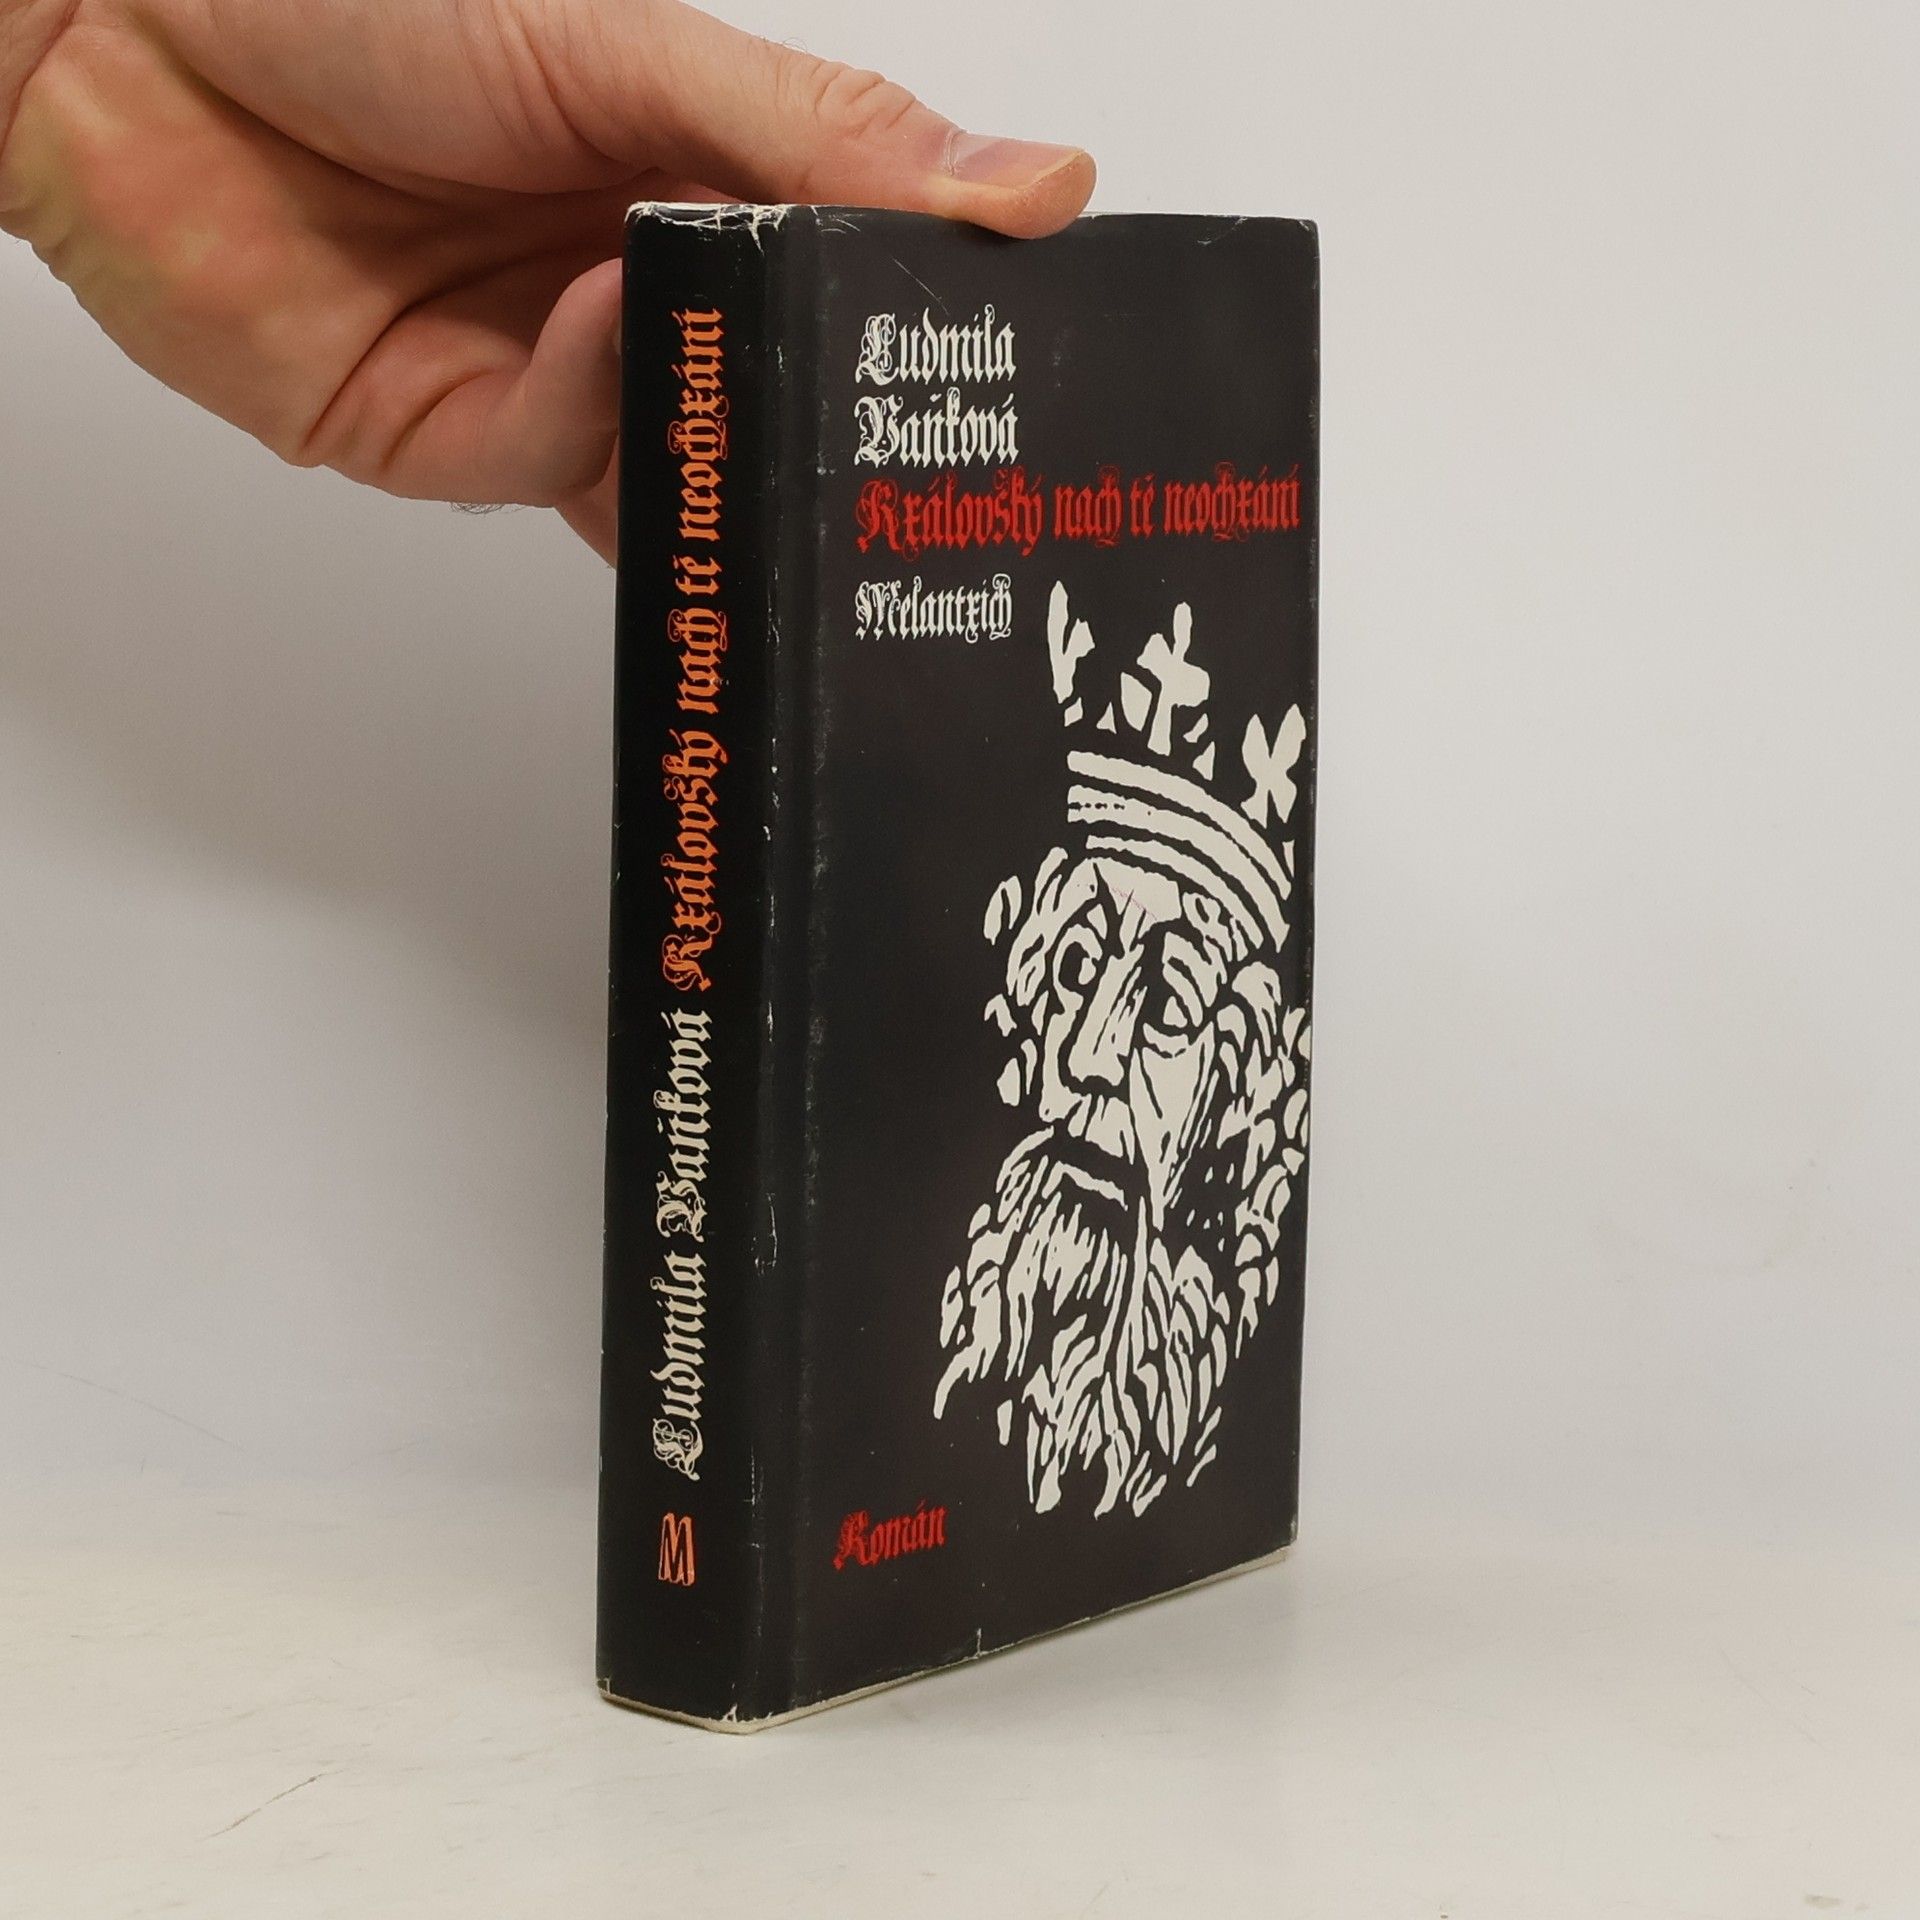 Ludmila Vaňková Královský nach tě neochrání
M
Ludmila
Vaňková
Královský nach tě neochrání
Melantrich
Román